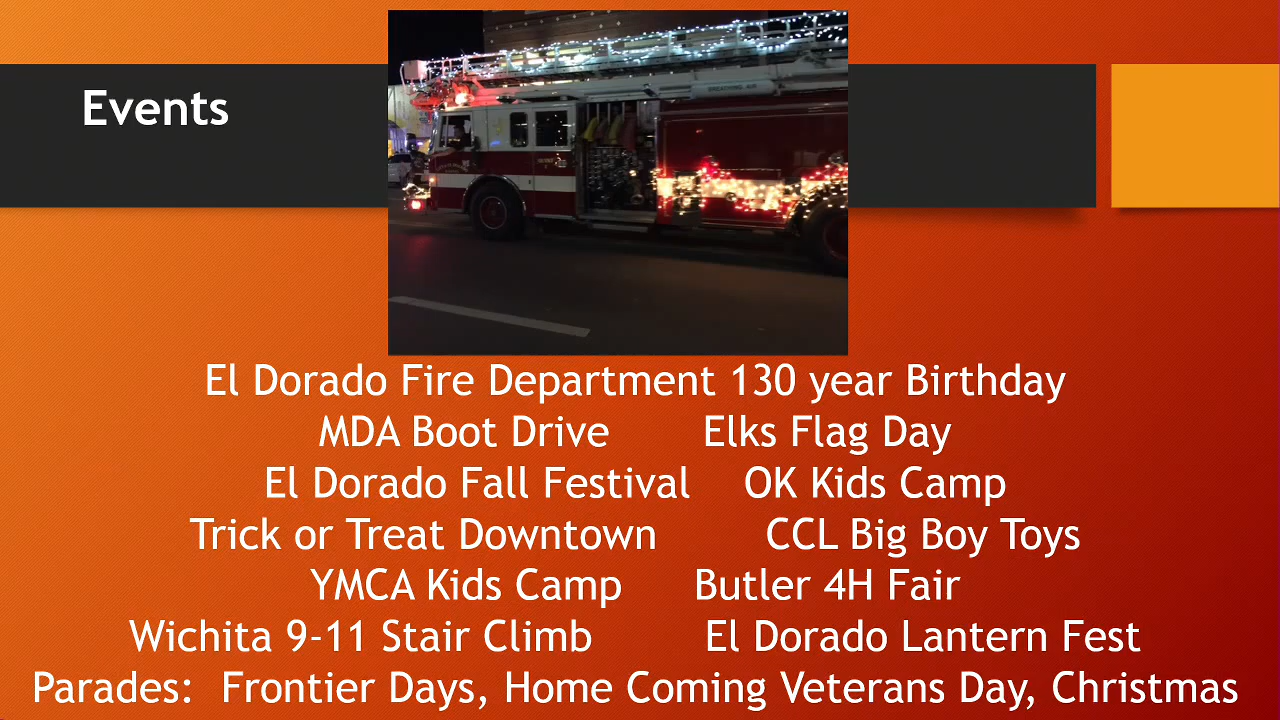 Events
BREATHING AIR
El Dorado Fire Department 130 year Birthday
MDA Boot Drive Elks Flag Day
El Dorado Fall Festival OK Kids Camp
Trick or Treat Downtown CCL Big Boy Toys
YMCA Kids Camp Butler 4H Fair
Wichita 9-11 Stair Climb El Dorado Lantern Fest
Parades: Frontier Days, Home Coming Veterans Day, Christmas